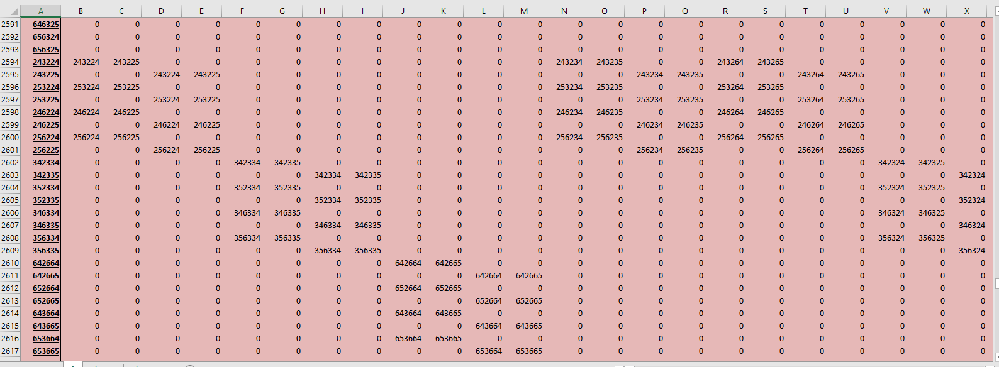 A B C D E F G H I J K L M N O P Q R S T U V W X
2591 646325 0 0 0 0 0 0 0 0 0 0 0 0 0 0 0 0 0 0 0 0 0 0 0
2592 656324 0 0 0 0 0 0 0 0 0 0 0 0 0 0 0 0 0 0 0 0 0 0 0
2593 656325 0 0 0 0 0 0 0 0 0 0 0 0 0 0 0 0 0 0 0 0 0 0 0
2594 243224 243224 243225 0 0 0 0 0 0 0 0 0 0 243234 243235 0 0 243264 243265 0 0 0 0 0
2595 243225 0 0 243224 243225 0 0 0 0 0 0 0 0 0 0 243234 243235 0 0 243264 243265 0 0 0
2596 253224 253224 253225 0 0 0 0 0 0 0 0 0 0 253234 253235 0 0 253264 253265 0 0 0 0 0
2597 253225 0 0 253224 253225 0 0 0 0 0 0 0 0 0 0 253234 253235 0 0 253264 253265 0 0 0
2598 246224 246224 246225 0 0 0 0 0 0 0 0 0 0 246234 246235 0 0 246264 246265 0 0 0 0 0
2599 246225 0 0 246224 246225 0 0 0 0 0 0 0 0 0 0 246234 246235 0 0 246264 246265 0 0 0
2600 256224 256224 256225 0 0 0 0 0 0 0 0 0 0 256234 256235 0 0 256264 256265 0 0 0 0 0
2601 256225 0 0 256224 256225 0 0 0 0 0 0 0 0 0 0 256234 256235 0 0 256264 256265 0 0 0
2602 342334 0 0 0 0 342334 342335 0 0 0 0 0 0 0 0 0 0 0 0 0 0 342324 342325 0
2603 342335 0 0 0 0 0 0 342334 342335 0 0 0 0 0 0 0 0 0 0 0 0 0 0 342324
2604 352334 0 0 0 0 352334 352335 0 0 0 0 0 0 0 0 0 0 0 0 0 0 352324 352325 0
2605 352335 0 0 0 0 0 0 352334 352335 0 0 0 0 0 0 0 0 0 0 0 0 0 0 352324
2606 346334 0 0 0 0 346334 346335 0 0 0 0 0 0 0 0 0 0 0 0 0 0 346324 346325 0
2607 346335 0 0 0 0 0 0 346334 346335 0 0 0 0 0 0 0 0 0 0 0 0 0 0 346324
2608 356334 0 0 0 0 356334 356335 0 0 0 0 0 0 0 0 0 0 0 0 0 0 356324 356325 0
2609 356335 0 0 0 0 0 0 356334 356335 0 0 0 0 0 0 0 0 0 0 0 0 0 0 356324
2610 642664 0 0 0 0 0 0 0 0 642664 642665 0 0 0 0 0 0 0 0 0 0 0 0 0
2611 642665 0 0 0 0 0 0 0 0 0 0 642664 642665 0 0 0 0 0 0 0 0 0 0 0
2612 652664 0 0 0 0 0 0 0 0 652664 652665 0 0 0 0 0 0 0 0 0 0 0 0 0
2613 652665 0 0 0 0 0 0 0 0 0 0 652664 652665 0 0 0 0 0 0 0 0 0 0 0
2614 643664 0 0 0 0 0 0 0 0 643664 643665 0 0 0 0 0 0 0 0 0 0 0 0 0
2615 643665 0 0 0 0 0 0 0 0 0 0 643664 643665 0 0 0 0 0 0 0 0 0 0 0
2616 653664 0 0 0 0 0 0 0 0 653664 653665 0 0 0 0 0 0 0 0 0 0 0 0 0
2617 653665 0 0 0 0 0 0 0 0 0 0 653664 653665 0 0 0 0 0 0 0 0 0 0 0